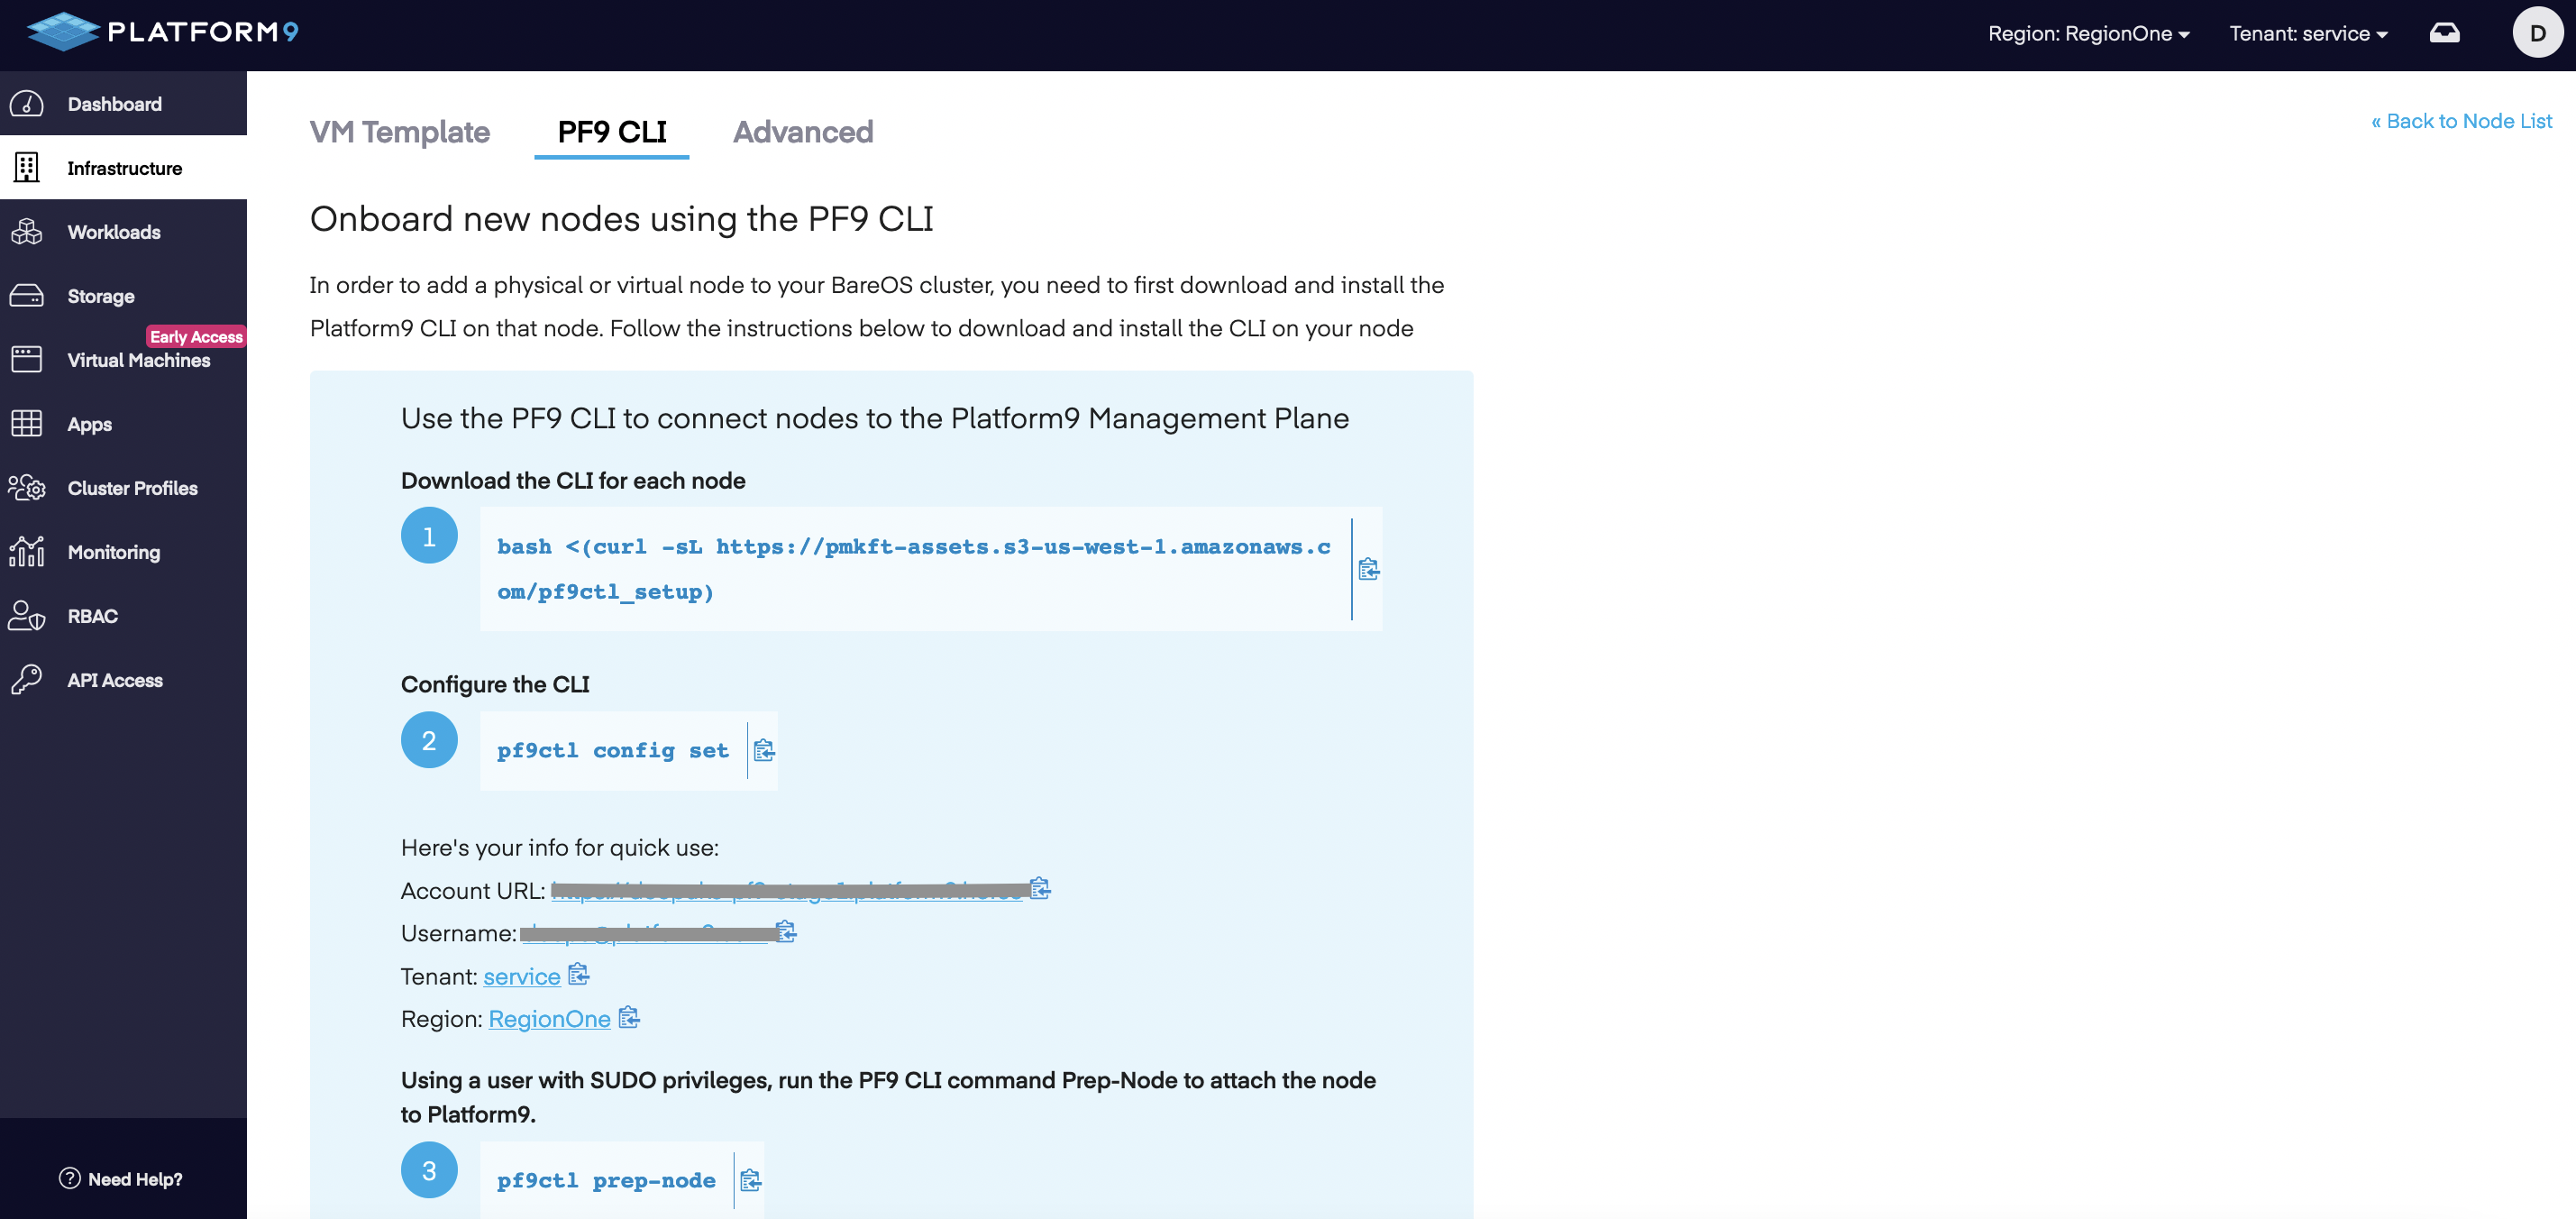 PLATFORM9
Region: RegionOne
Tenant: service
D
Dashboard
Infrastructure
Workloads
Storage
Early Access
Virtual Machines
Apps
Cluster Profiles
Monitoring
RBAC
API Access
Need Help?
VM Template
PF9 CLI
Advanced
« Back to Node List
Onboard new nodes using the PF9 CLI
In order to add a physical or virtual node to your BareOS cluster, you need to first download and install the
Platform9 CLI on that node. Follow the instructions below to download and install the CLI on your node
Use the PF9 CLI to connect nodes to the Platform9 Management Plane
Download the CLI for each node
1
bash <(curl -sL https://pmkft-assets.s3-us-west-1.amazonaws.c
om/pf9ctl_setup)
Configure the CLI
2
pf9ctl config set
Here's your info for quick use:
Account URL:
Username:
Tenant: service
Region: RegionOne
Using a user with SUDO privileges, run the PF9 CLI command Prep-Node to attach the node
to Platform9.
3
pf9ctl prep-node